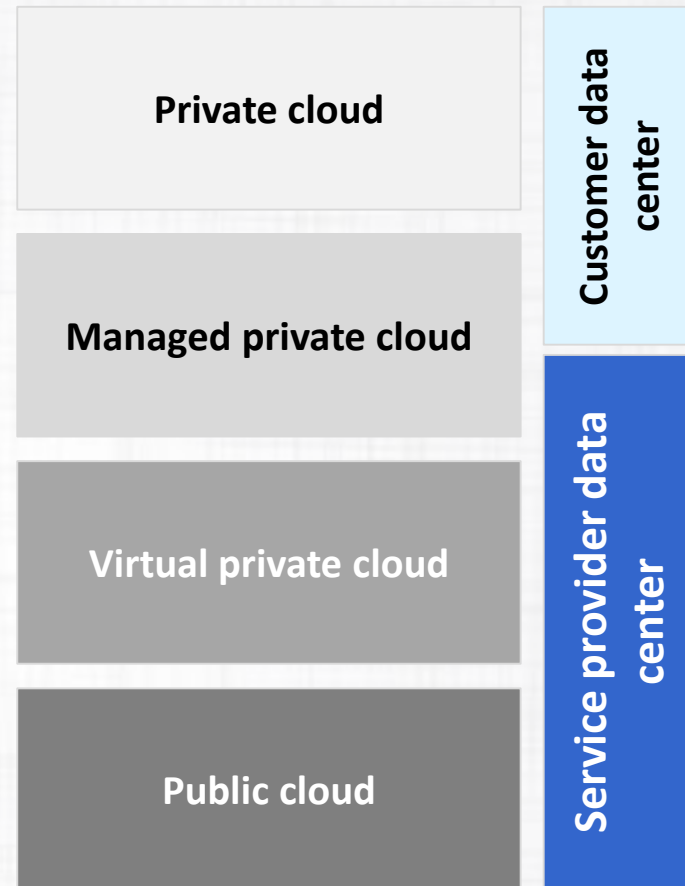 Private cloud
Managed private cloud
Virtual private cloud
Public cloud
Customer data
center
Service provider data
center